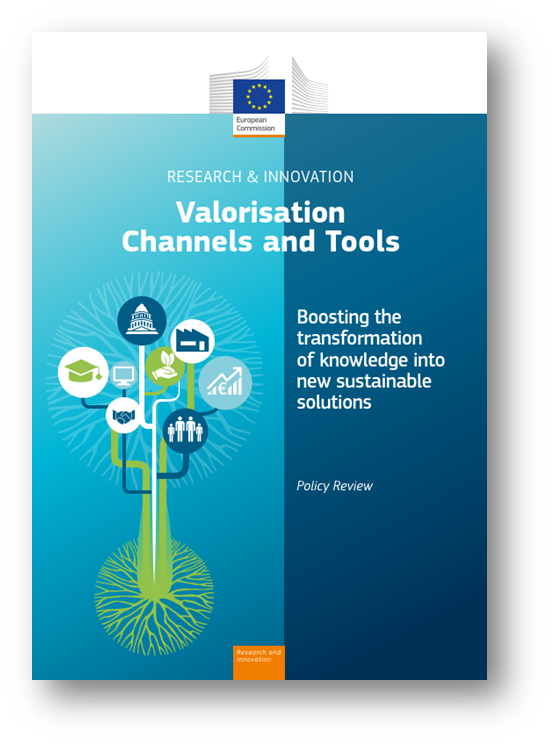 European
Commission
RESEARCH & INNOVATION
Valorisation
Channels and Tools
Boosting the
transformation
of knowledge into
new sustainable
solutions
Policy Review
Research and
Innovation